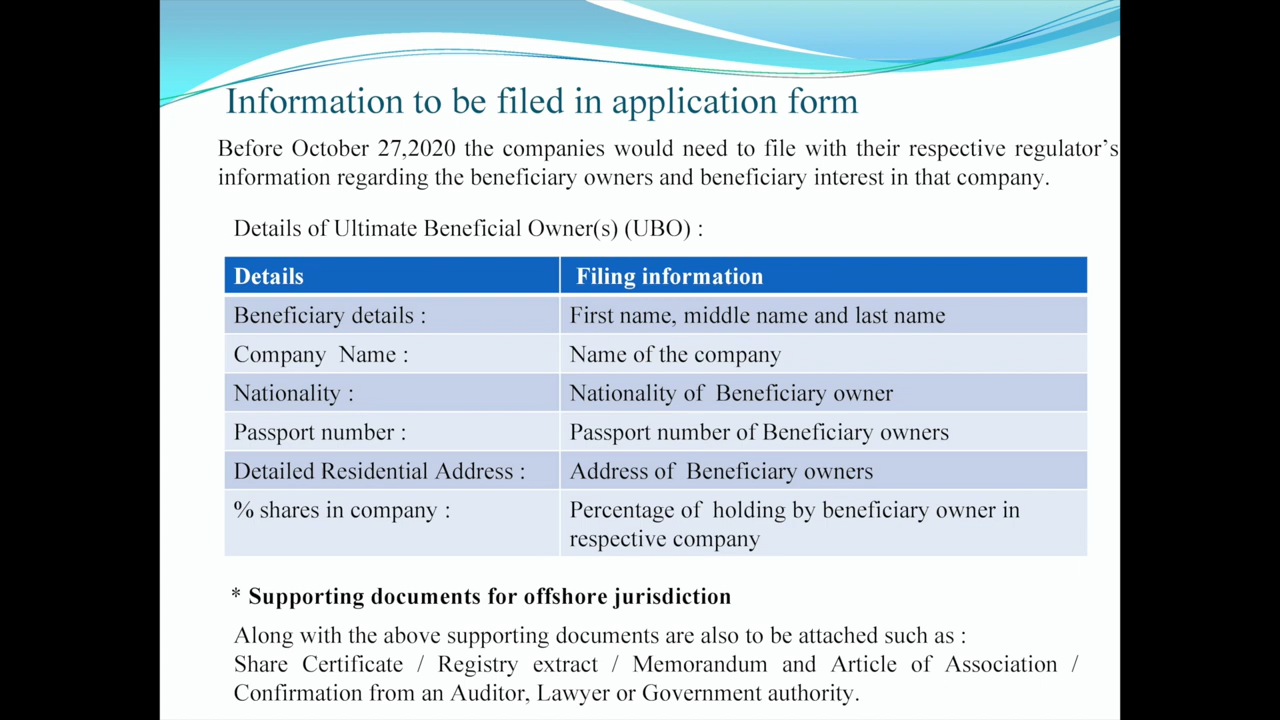 Information to be filed in application form
Before October 27,2020 the companies would need to file with their respective regulator's
information regarding the beneficiary owners and beneficiary interest in that company.
Details of Ultimate Beneficial Owner(s) (UBO) :
Details Filing information
Beneficiary details : First name, middle name and last name
Company Name : Name of the company
Nationality : Nationality of Beneficiary owner
Passport number : Passport number of Beneficiary owners
Detailed Residential Address : Address of Beneficiary owners
% shares in company : Percentage of holding by beneficiary owner in
respective company
* Supporting documents for offshore jurisdiction
Along with the above supporting documents are also to be attached such as :
Share Certificate / Registry extract / Memorandum and Article of Association /
Confirmation from an Auditor, Lawyer or Government authority.